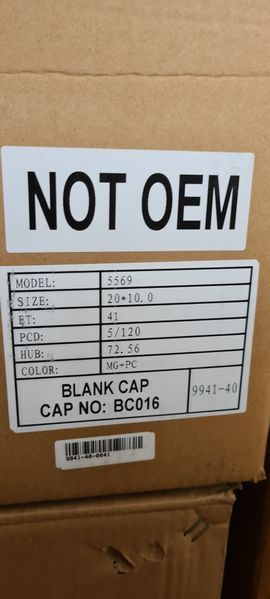 NOT OEM
MODEL: 5569
SIZE: 20*10.0
ET: 41
PCD: 5/120
HUB: 72.56
COLOR: MG+PC
BLANK CAP
CAP NO: BC016
9941-40
9941-40-0041